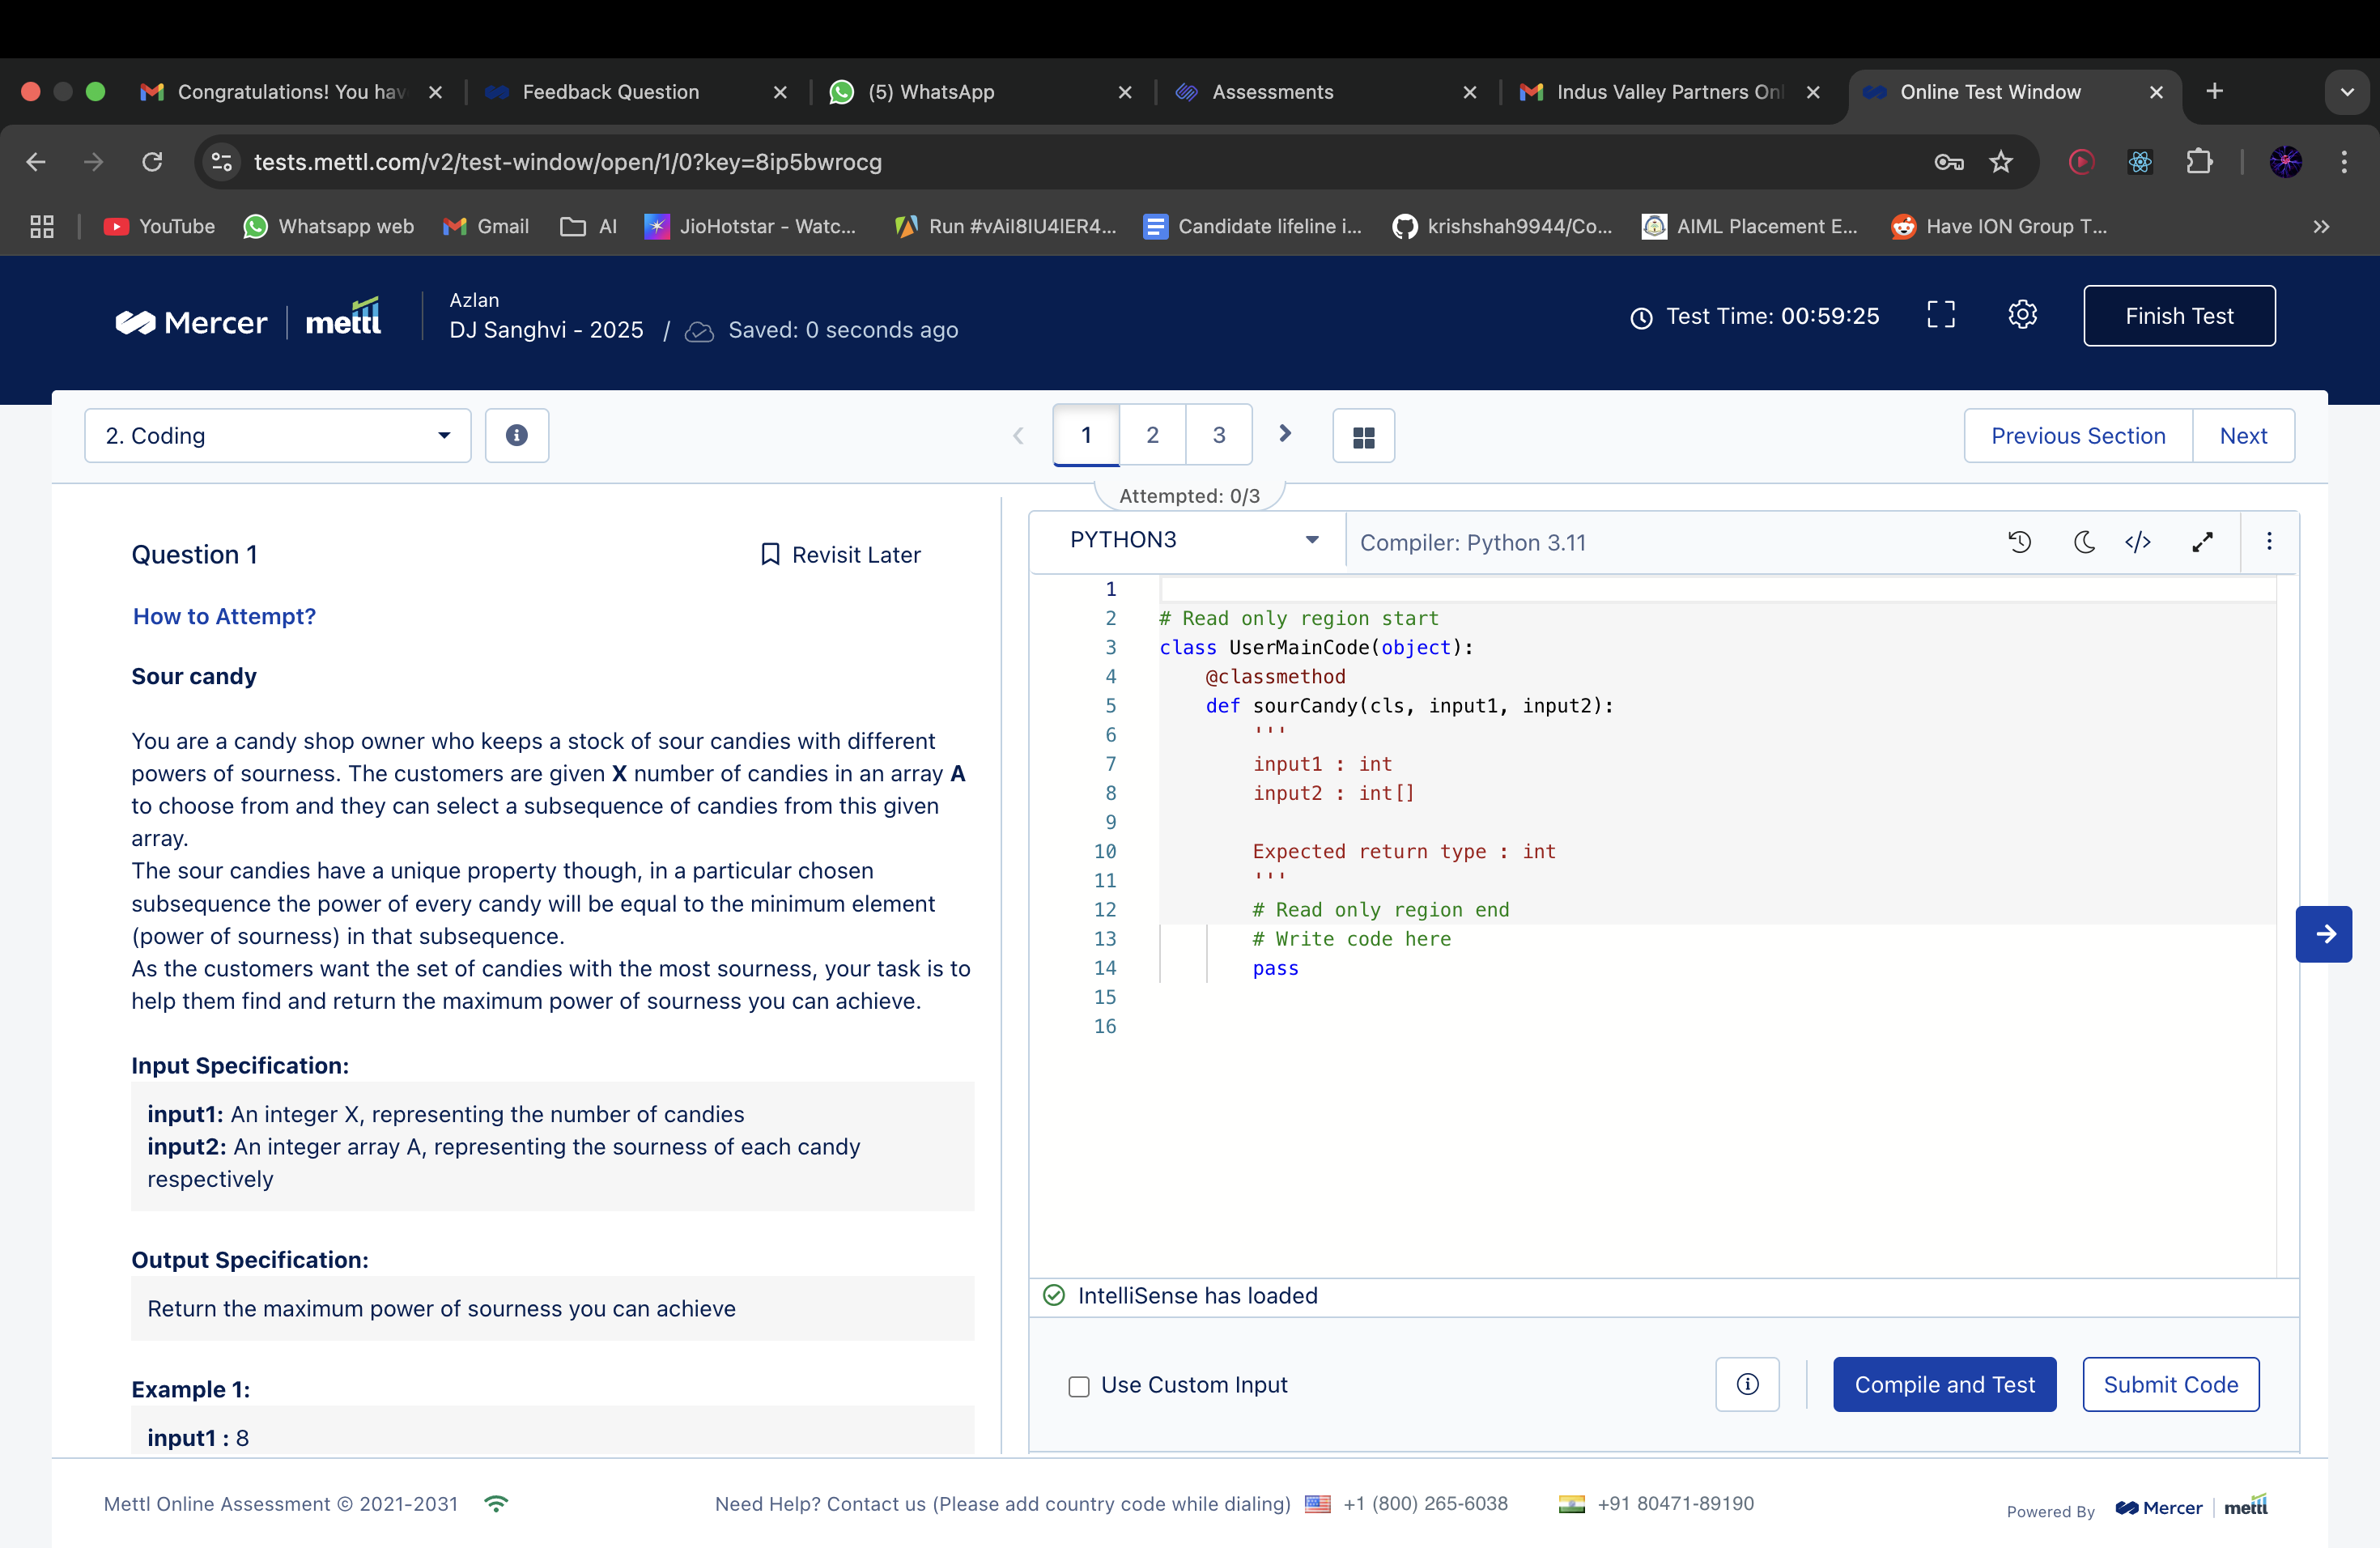 Congratulations! You hav
Feedback Question
(5) WhatsApp
Assessments
Indus Valley Partners Onl
Online Test Window
tests.mettl.com/v2/test-window/open/1/0?key=8ip5bwrocg
YouTube
Whatsapp web
Gmail
AI
JioHotstar - Watc...
Run #vAil8IU4lER4...
Candidate lifeline i...
krishshah9944/Co...
AIML Placement E...
Have ION Group T...
Mercer | mettl
Azlan
DJ Sanghvi - 2025 / Saved: 0 seconds ago
Test Time: 00:59:25
Finish Test
2. Coding
1 2 3
Previous Section
Next
Attempted: 0/3
Question 1
Revisit Later
How to Attempt?
Sour candy
You are a candy shop owner who keeps a stock of sour candies with different
powers of sourness. The customers are given X number of candies in an array A
to choose from and they can select a subsequence of candies from this given
array.
The sour candies have a unique property though, in a particular chosen
subsequence the power of every candy will be equal to the minimum element
(power of sourness) in that subsequence.
As the customers want the set of candies with the most sourness, your task is to
help them find and return the maximum power of sourness you can achieve.
Input Specification:
input1: An integer X, representing the number of candies
input2: An integer array A, representing the sourness of each candy
respectively
Output Specification:
Return the maximum power of sourness you can achieve
Example 1:
input1 : 8
PYTHON3
Compiler: Python 3.11
1
2 # Read only region start
3 class UserMainCode(object):
4 @classmethod
5 def sourCandy(cls, input1, input2):
6 '''
7 input1 : int
8 input2 : int[]
9
10 Expected return type : int
11 '''
12 # Read only region end
13 # Write code here
14 pass
15
16
IntelliSense has loaded
Use Custom Input
Compile and Test
Submit Code
Mettl Online Assessment © 2021-2031
Need Help? Contact us (Please add country code while dialing) +1 (800) 265-6038 +91 80471-89190
Powered By Mercer | mettl